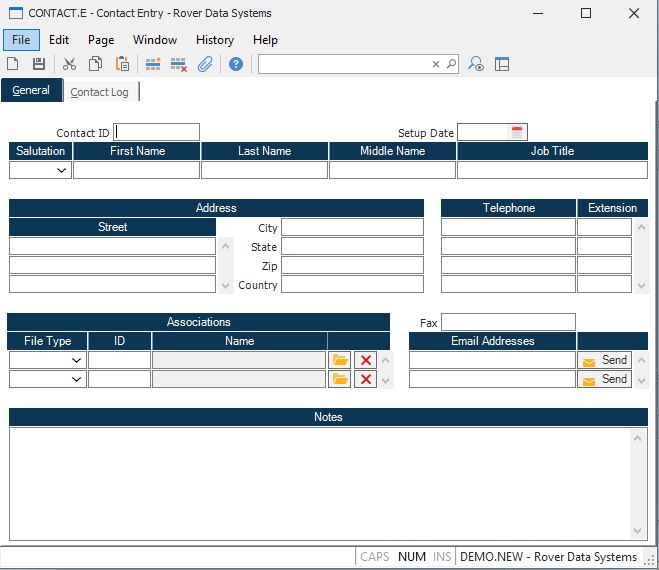 CONTACT.E - Contact Entry - Rover Data Systems
File Edit Page Window History Help
General Contact Log
Contact ID Setup Date
Salutation First Name Last Name Middle Name Job Title
Address Telephone Extension
Street City
State
Zip
Country
Associations Fax
File Type ID Name Email Addresses
Send
Send
Notes
CAPS NUM INS DEMO.NEW - Rover Data Systems